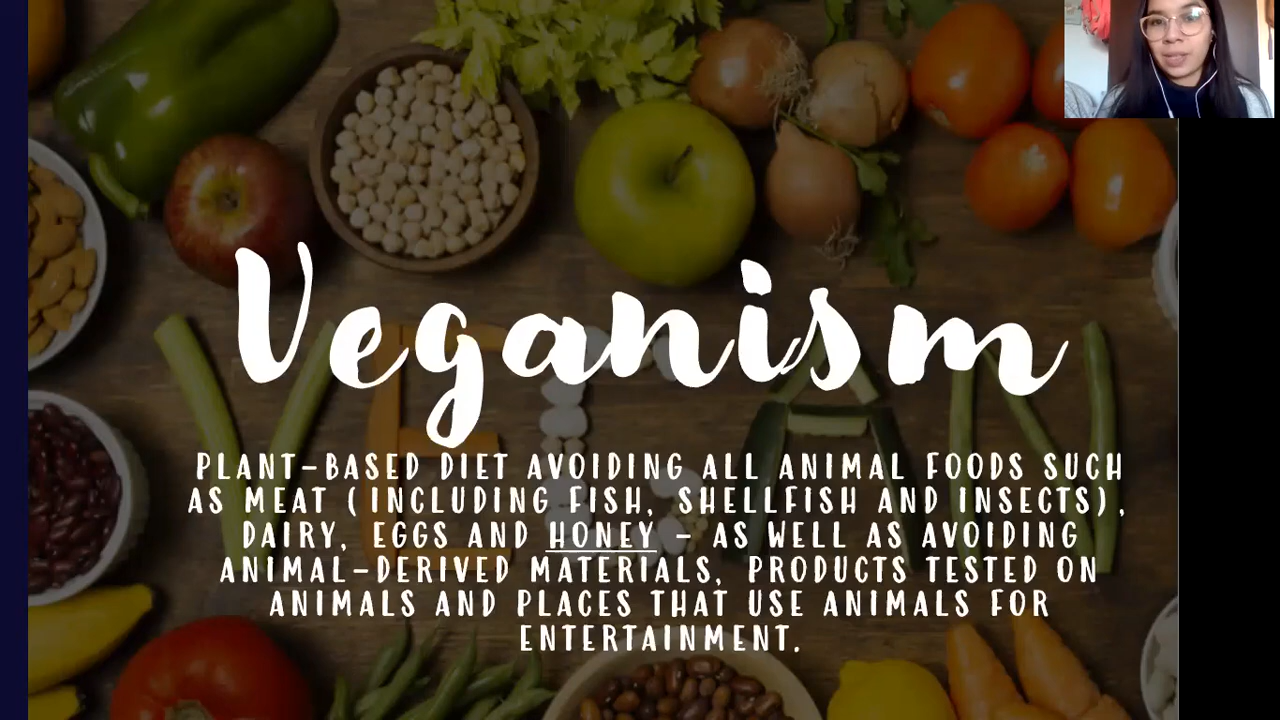 Veganism
PLANT-BASED DIET AVOIDING ALL ANIMAL FOODS SUCH
AS MEAT (INCLUDING FISH, SHELLFISH AND INSECTS),
DAIRY, EGGS AND HONEY - AS WELL AS AVOIDING
ANIMAL-DERIVED MATERIALS, PRODUCTS TESTED ON
ANIMALS AND PLACES THAT USE ANIMALS FOR
ENTERTAINMENT.
VEGAN